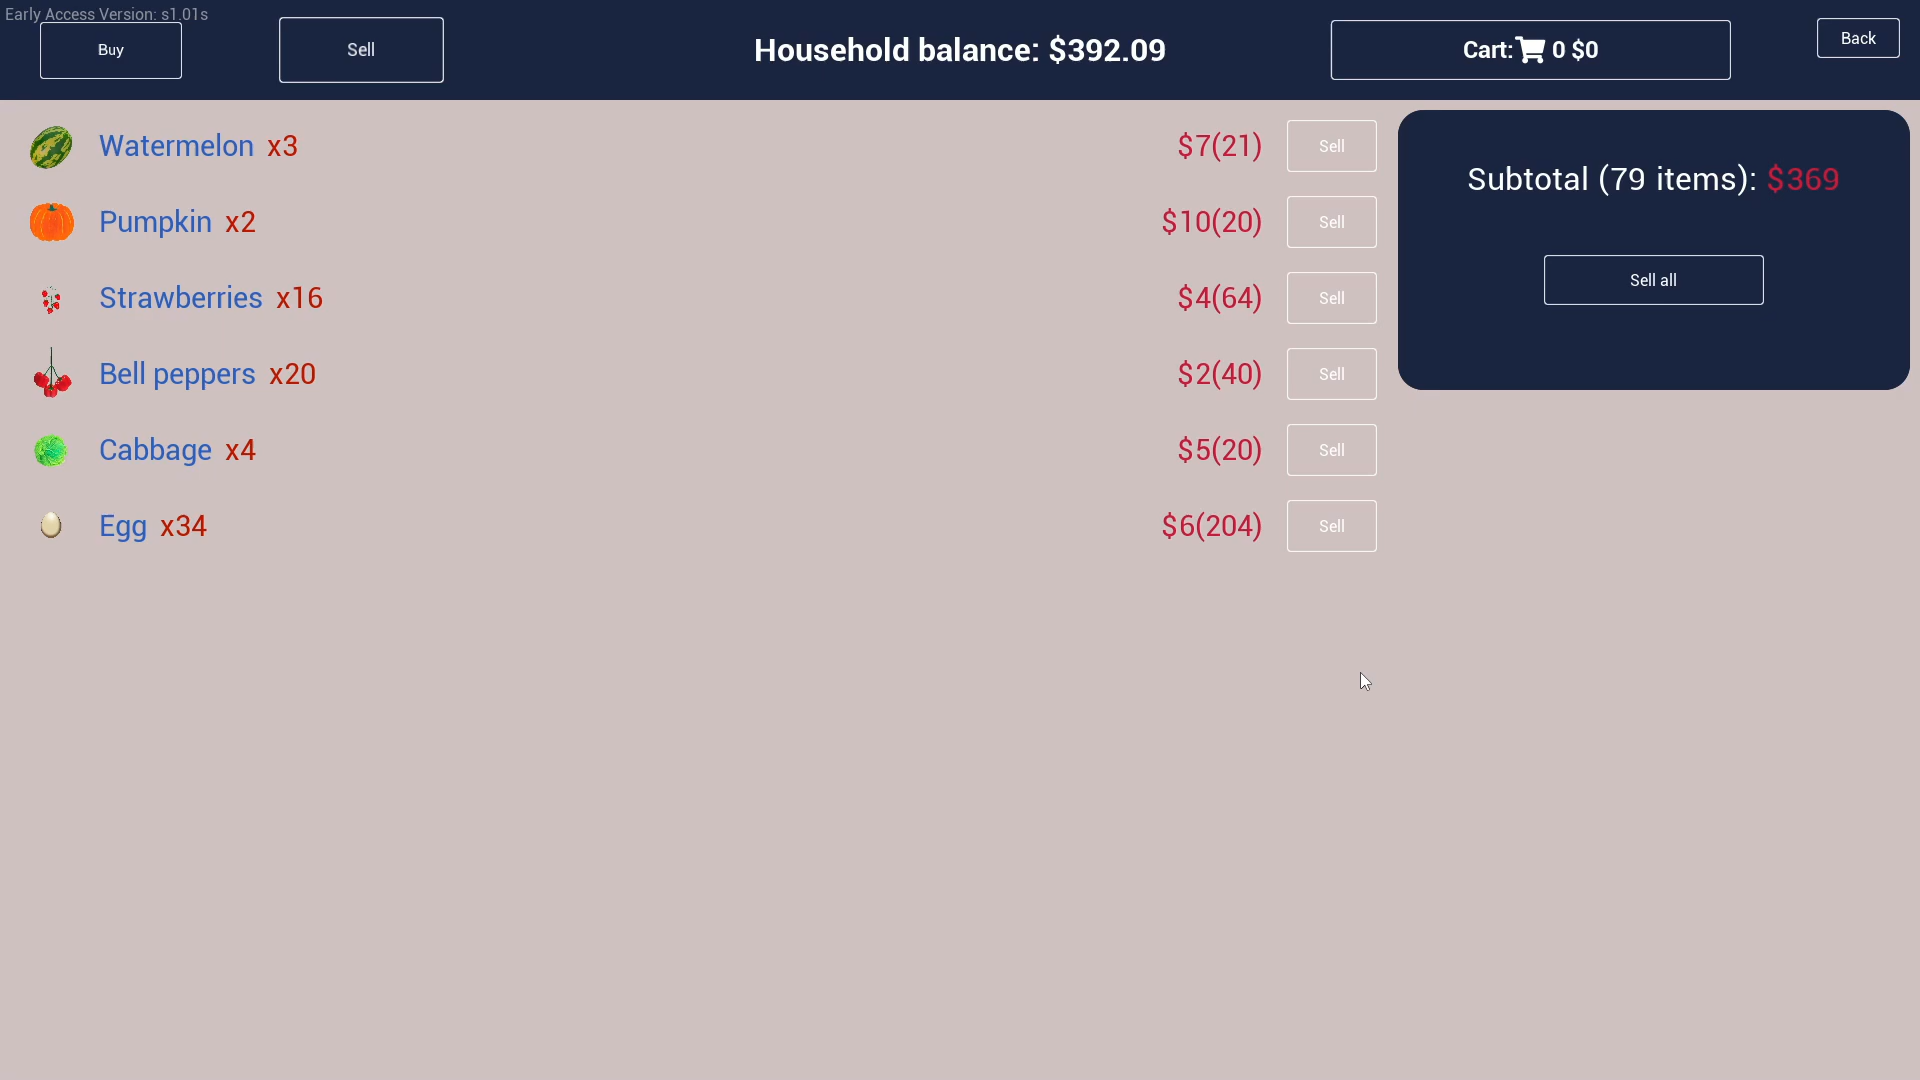 Early Access Version: s1.01s
Buy
Sell
Household balance: $392.09
Cart: 0 $0
Back
Watermelon x3 $7(21) Sell
Pumpkin x2 $10(20) Sell
Strawberries x16 $4(64) Sell
Bell peppers x20 $2(40) Sell
Cabbage x4 $5(20) Sell
Egg x34 $6(204) Sell
Subtotal (79 items): $369
Sell all